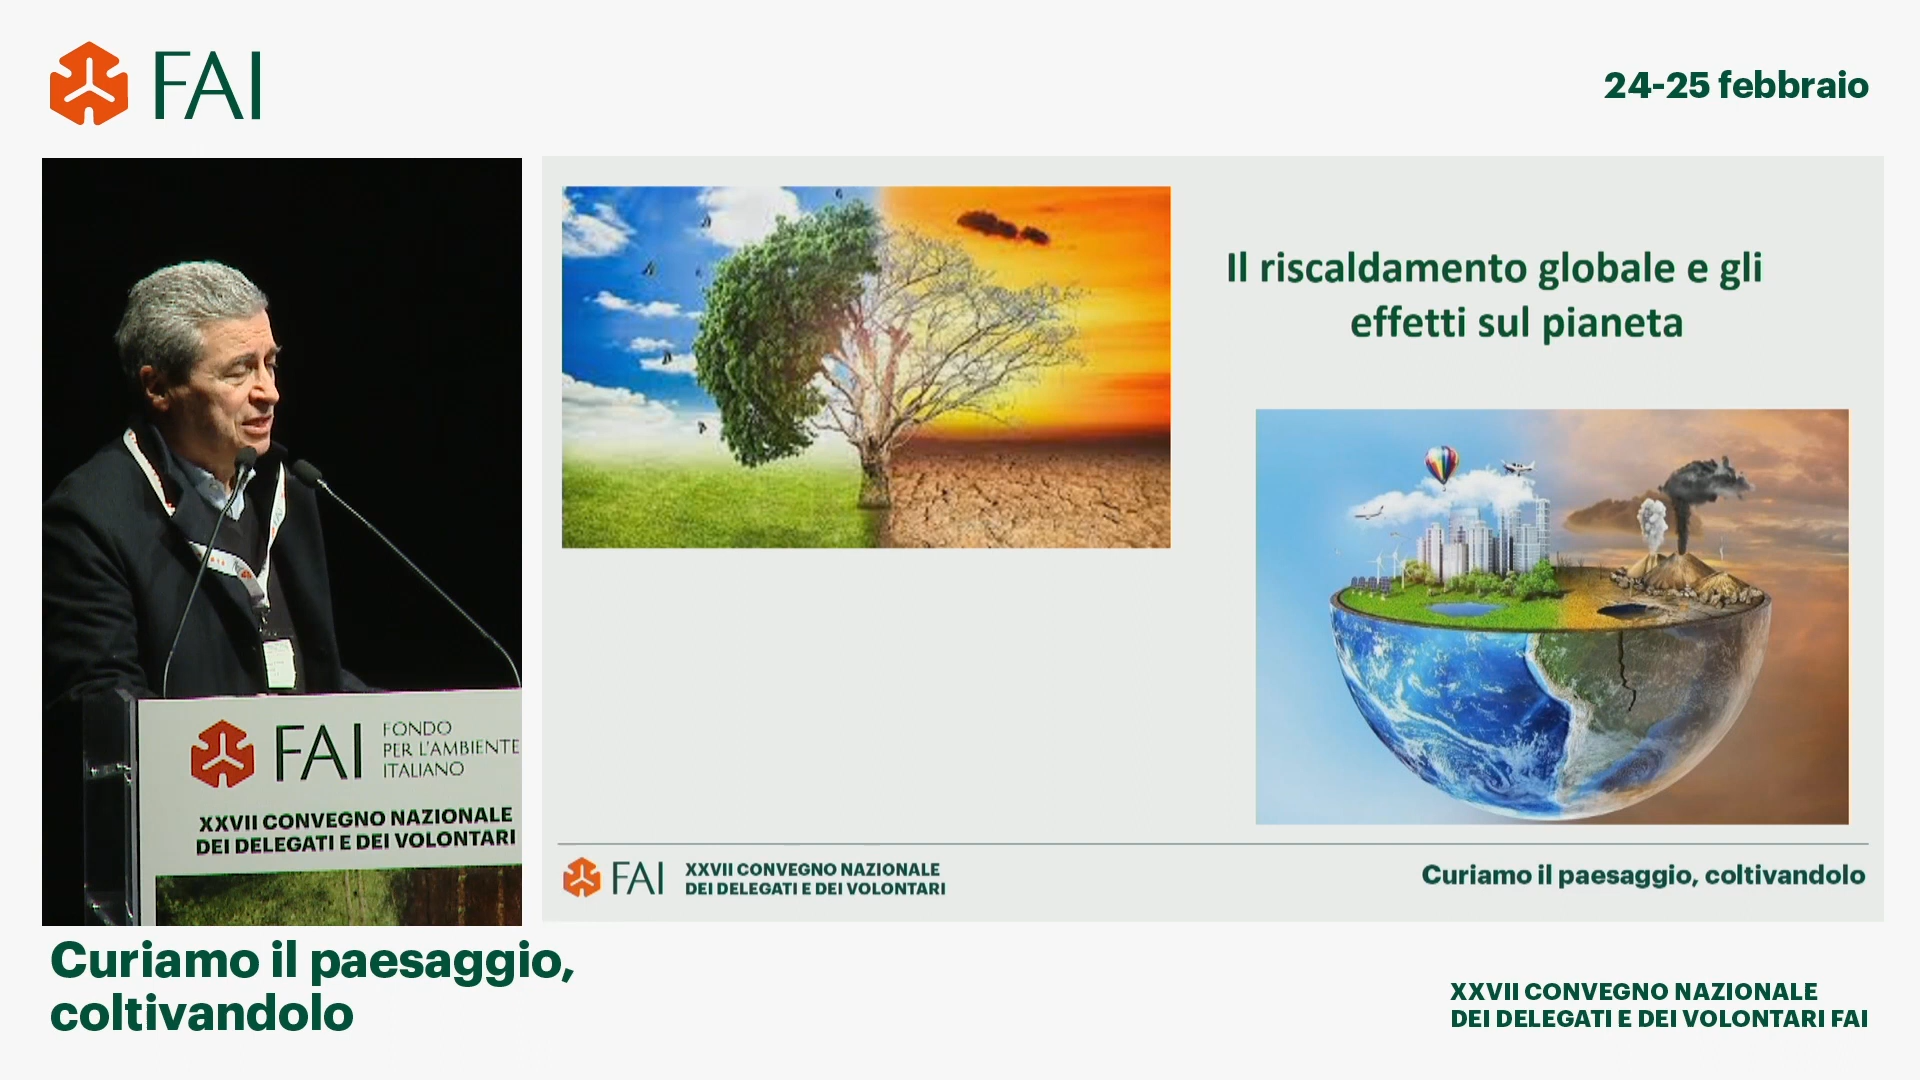 FAI
24-25 febbraio
Il riscaldamento globale e gli
effetti sul pianeta
FAI
FONDO
PER L'AMBIENTE
ITALIANO
XXVII CONVEGNO NAZIONALE
DEI DELEGATI E DEI VOLONTARI
FAI
XXVII CONVEGNO NAZIONALE
DEI DELEGATI E DEI VOLONTARI
Curiamo il paesaggio, coltivandolo
Curiamo il paesaggio,
coltivandolo
XXVII CONVEGNO NAZIONALE
DEI DELEGATI E DEI VOLONTARI FAI